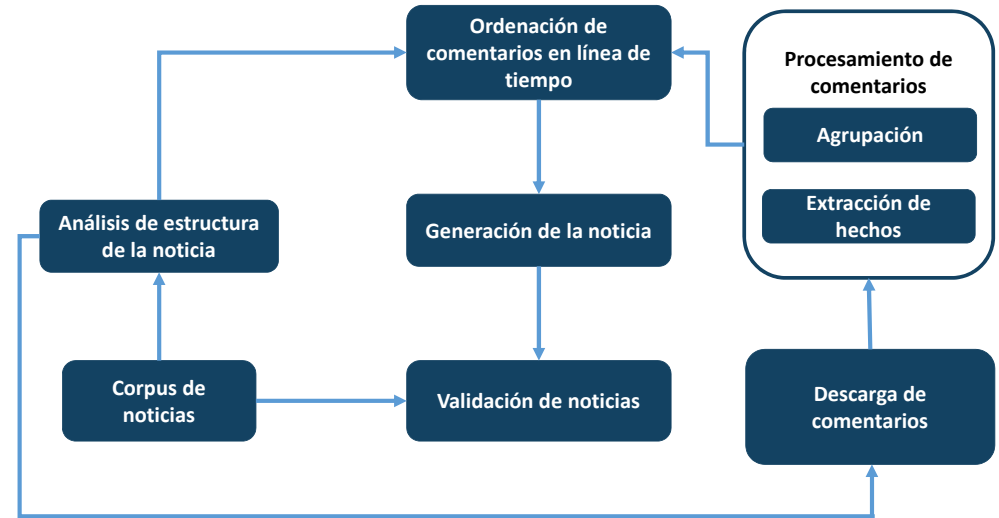 Ordenación de
comentarios en línea de
tiempo
Procesamiento de
comentarios
Agrupación
Extracción de
hechos
Análisis de estructura
de la noticia
Generación de la noticia
Corpus de
noticias
Validación de noticias
Descarga de
comentarios